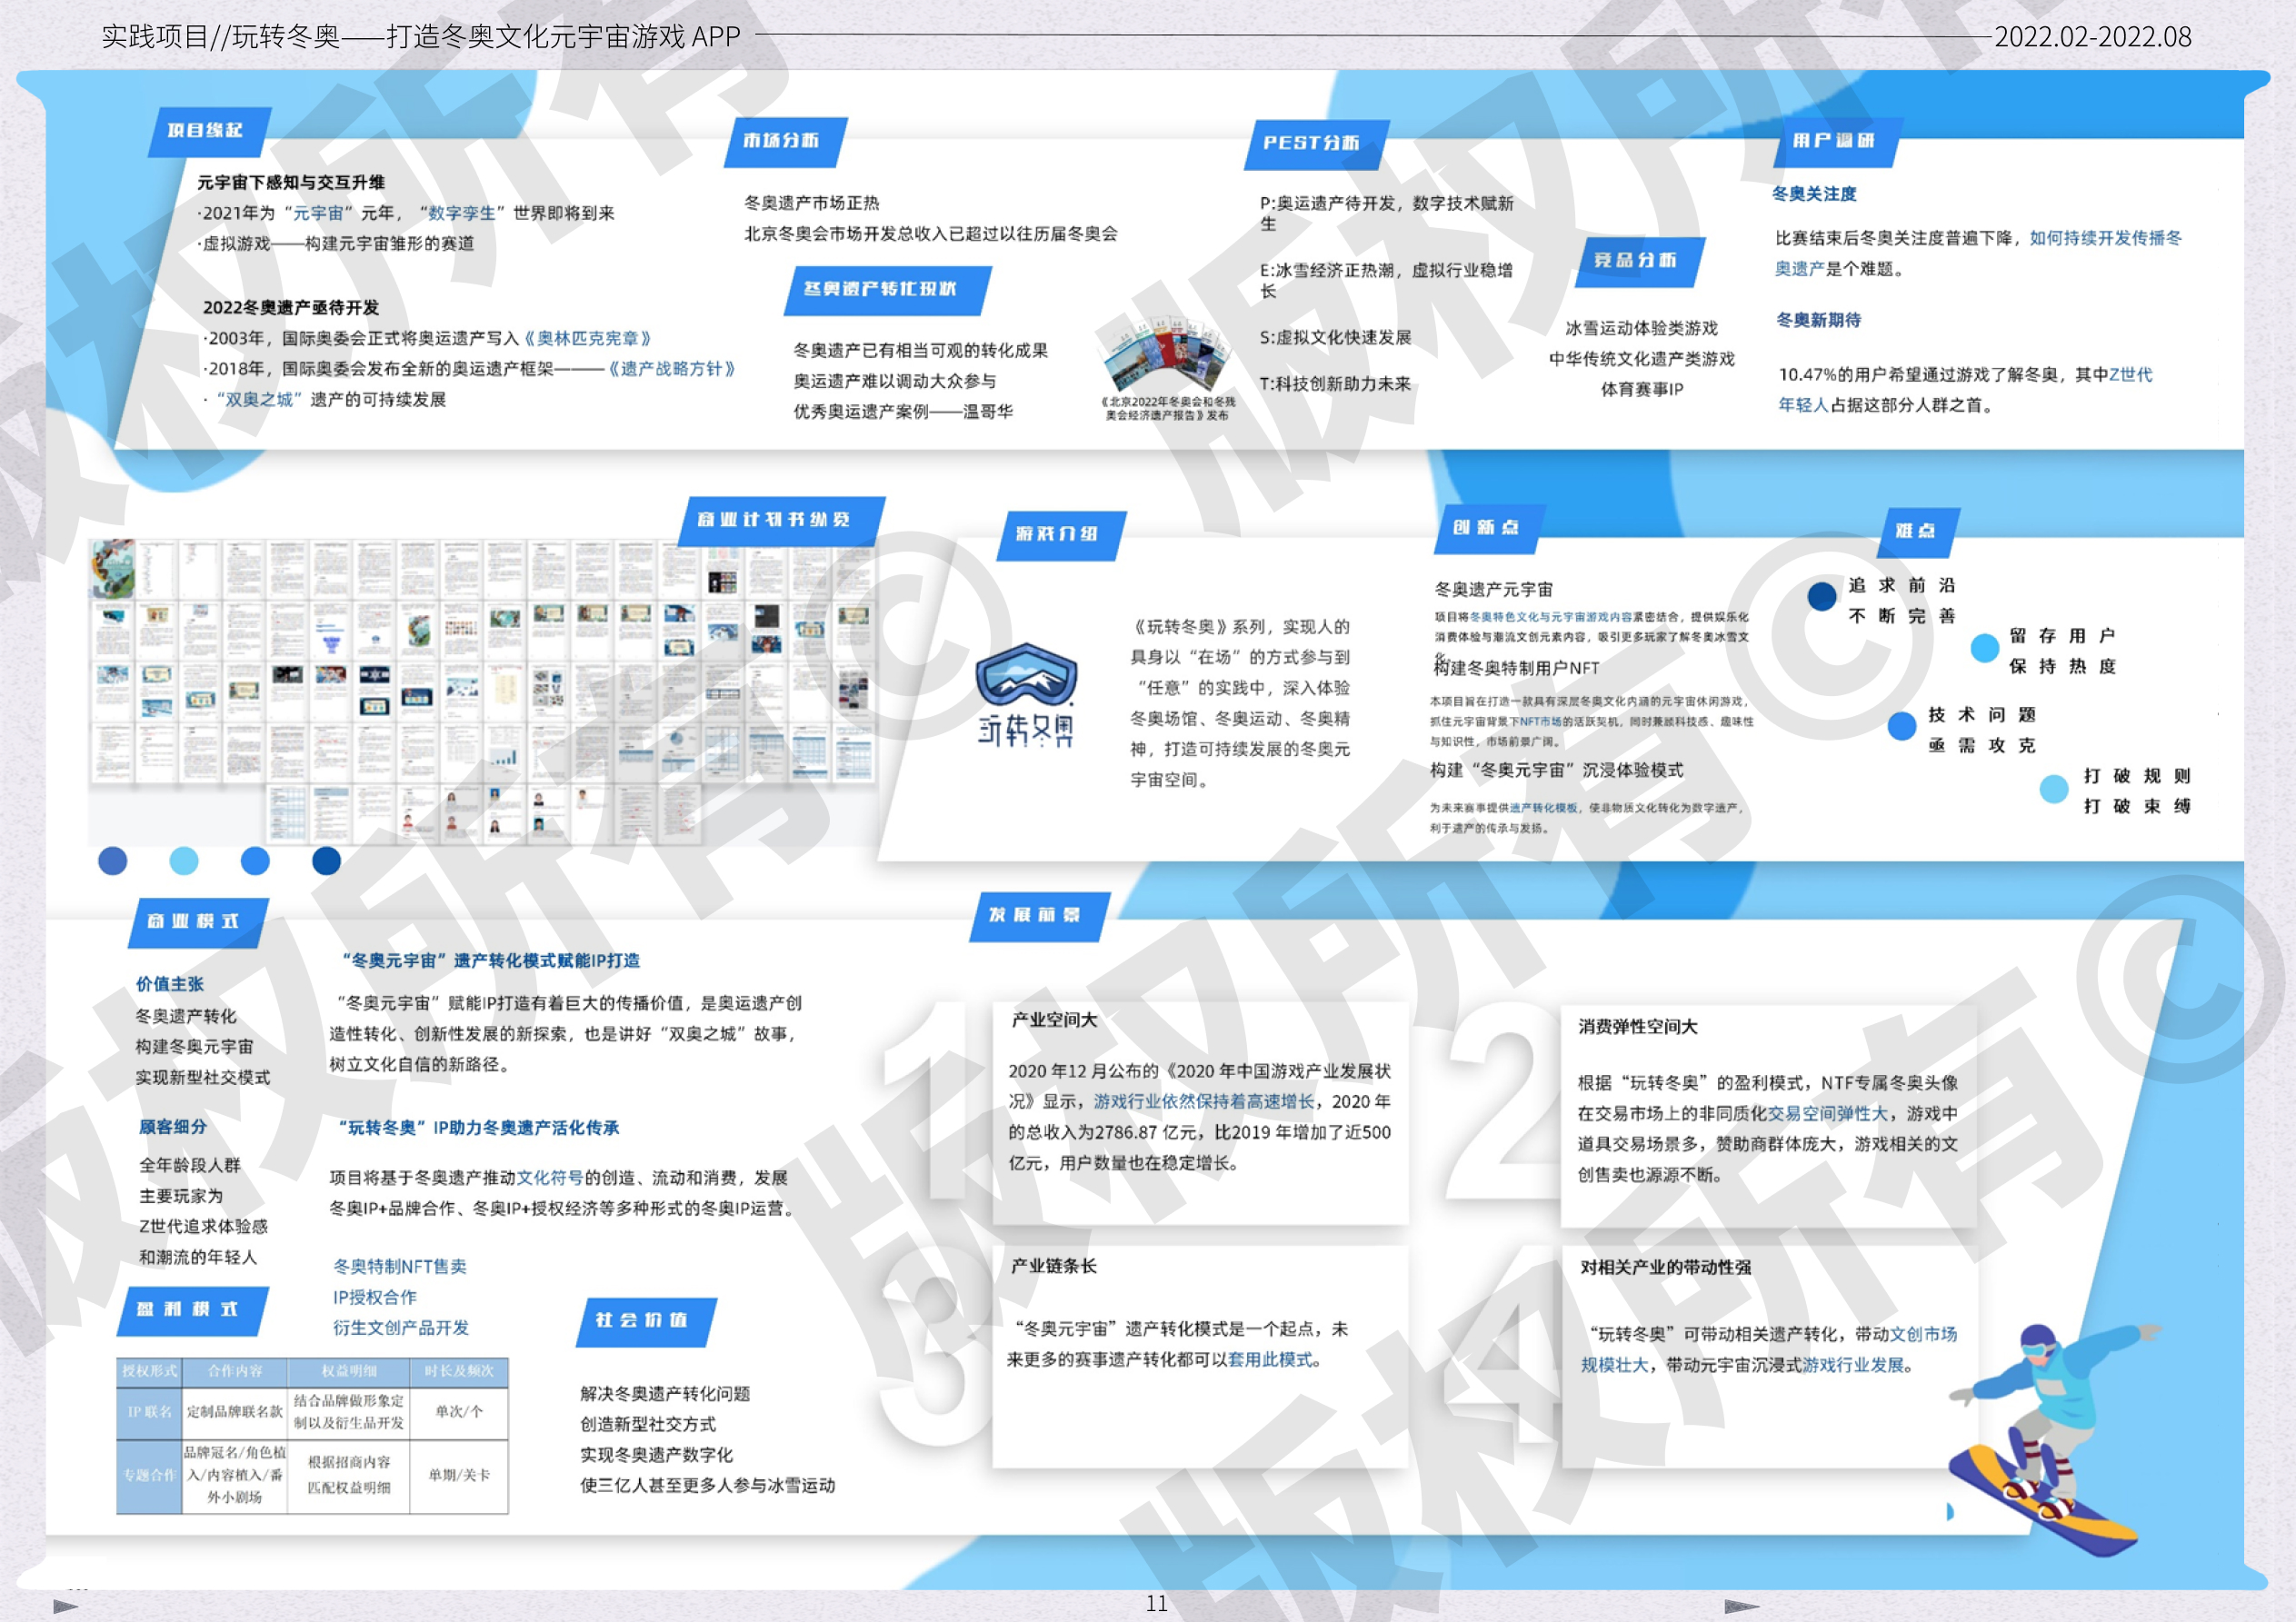 实践项目//玩转冬奥——打造冬奥文化元宇宙游戏 APP
2022.02-2022.08
项目缘起
元宇宙下感知与交互升维
·2021年为“元宇宙”元年，“数字孪生”世界即将到来
·虚拟游戏——构建元宇宙雏形的赛道
2022冬奥遗产亟待开发
·2003年，国际奥委会正式将奥运遗产写入《奥林匹克宪章》
·2018年，国际奥委会发布全新的奥运遗产框架———《遗产战略方针》
·“双奥之城”遗产的可持续发展
市场分析
冬奥遗产市场正热
北京冬奥会市场开发总收入已超过以往历届冬奥会
冬奥遗产转化现状
冬奥遗产已有相当可观的转化成果
奥运遗产难以调动大众参与
优秀奥运遗产案例——温哥华
《北京2022年冬奥会和冬残
奥会经济遗产报告》发布
PEST分析
P:奥运遗产待开发，数字技术赋新
生
E:冰雪经济正热潮，虚拟行业稳增
长
S:虚拟文化快速发展
T:科技创新助力未来
竞品分析
冰雪运动体验类游戏
中华传统文化遗产类游戏
体育赛事IP
用户调研
冬奥关注度
比赛结束后冬奥关注度普遍下降，如何持续开发传播冬
奥遗产是个难题。
冬奥新期待
10.47%的用户希望通过游戏了解冬奥，其中Z世代
年轻人占据这部分人群之首。
商业计划书纵览
游戏介绍
玩转冬奥
《玩转冬奥》系列，实现人的
具身以“在场”的方式参与到
“任意”的实践中，深入体验
冬奥场馆、冬奥运动、冬奥精
神，打造可持续发展的冬奥元
宇宙空间。
创新点
冬奥遗产元宇宙
项目将冬奥特色文化与元宇宙游戏内容紧密结合，提供娱乐化
消费体验与潮流文创元素内容，吸引更多玩家了解冬奥冰雪文
化。
构建冬奥特制用户NFT
本项目旨在打造一款具有深层冬奥文化内涵的元宇宙休闲游戏，
抓住元宇宙背景下NFT市场的活跃契机，同时兼顾科技感、趣味性
与知识性，市场前景广阔。
构建“冬奥元宇宙”沉浸体验模式
为未来赛事提供遗产转化模板，使非物质文化转化为数字遗产，
利于遗产的传承与发扬。
难点
追求前沿
不断完善
留存用户
保持热度
技术问题
亟需攻克
打破规则
打破束缚
商业模式
价值主张
冬奥遗产转化
构建冬奥元宇宙
实现新型社交模式
顾客细分
全年龄段人群
主要玩家为
Z世代追求体验感
和潮流的年轻人
“冬奥元宇宙”遗产转化模式赋能IP打造
“冬奥元宇宙”赋能IP打造有着巨大的传播价值，是奥运遗产创
造性转化、创新性发展的新探索，也是讲好“双奥之城”故事，
树立文化自信的新路径。
“玩转冬奥”IP助力冬奥遗产活化传承
项目将基于冬奥遗产推动文化符号的创造、流动和消费，发展
冬奥IP+品牌合作、冬奥IP+授权经济等多种形式的冬奥IP运营。
盈利模式
冬奥特制NFT售卖
IP授权合作
衍生文创产品开发
授权形式 合作内容 权益明细 时长及频次
IP 联名 定制品牌联名款 结合品牌做形象定
制以及衍生品开发 单次/个
专题合作 品牌冠名/角色植
入/内容植入/番
外小剧场 根据招商内容
匹配权益明细 单期/关卡
社会价值
解决冬奥遗产转化问题
创造新型社交方式
实现冬奥遗产数字化
使三亿人甚至更多人参与冰雪运动
发展前景
1
产业空间大
2020 年12 月公布的《2020 年中国游戏产业发展状
况》显示，游戏行业依然保持着高速增长，2020 年
的总收入为2786.87 亿元，比2019 年增加了近500
亿元，用户数量也在稳定增长。
2
消费弹性空间大
根据“玩转冬奥”的盈利模式，NTF专属冬奥头像
在交易市场上的非同质化交易空间弹性大，游戏中
道具交易场景多，赞助商群体庞大，游戏相关的文
创售卖也源源不断。
3
产业链条长
“冬奥元宇宙”遗产转化模式是一个起点，未
来更多的赛事遗产转化都可以套用此模式。
4
对相关产业的带动性强
“玩转冬奥”可带动相关遗产转化，带动文创市场
规模壮大，带动元宇宙沉浸式游戏行业发展。
11
版权所有©
版权所有©
版权所有©
版权所有©